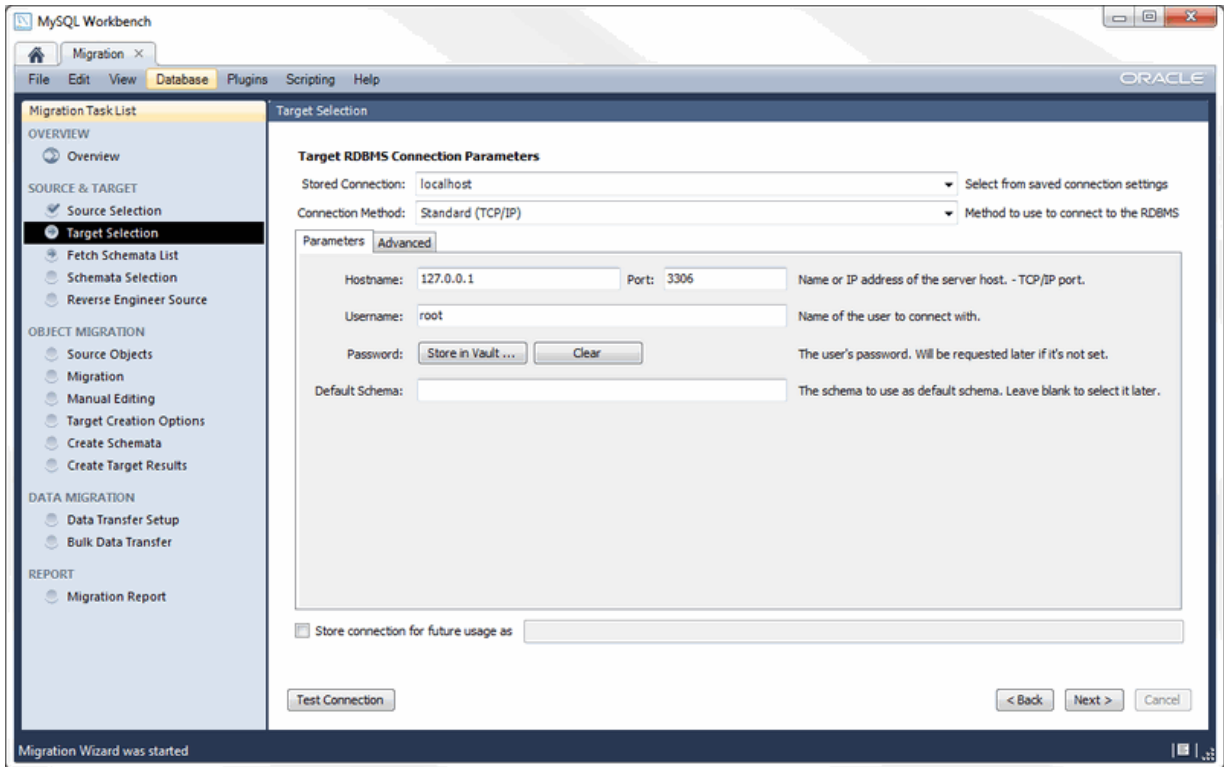 MySQL Workbench
Migration
File Edit View Database Plugins Scripting Help
ORACLE
Migration Task List
OVERVIEW
Overview
SOURCE & TARGET
Source Selection
Target Selection
Fetch Schemata List
Schemata Selection
Reverse Engineer Source
OBJECT MIGRATION
Source Objects
Migration
Manual Editing
Target Creation Options
Create Schemata
Create Target Results
DATA MIGRATION
Data Transfer Setup
Bulk Data Transfer
REPORT
Migration Report
Target Selection
Target RDBMS Connection Parameters
Stored Connection: localhost Select from saved connection settings
Connection Method: Standard (TCP/IP) Method to use to connect to the RDBMS
Parameters Advanced
Hostname: 127.0.0.1 Port: 3306 Name or IP address of the server host. - TCP/IP port.
Username: root Name of the user to connect with.
Password: Store in Vault ... Clear The user's password. Will be requested later if it's not set.
Default Schema: The schema to use as default schema. Leave blank to select it later.
Store connection for future usage as
Test Connection < Back Next > Cancel
Migration Wizard was started